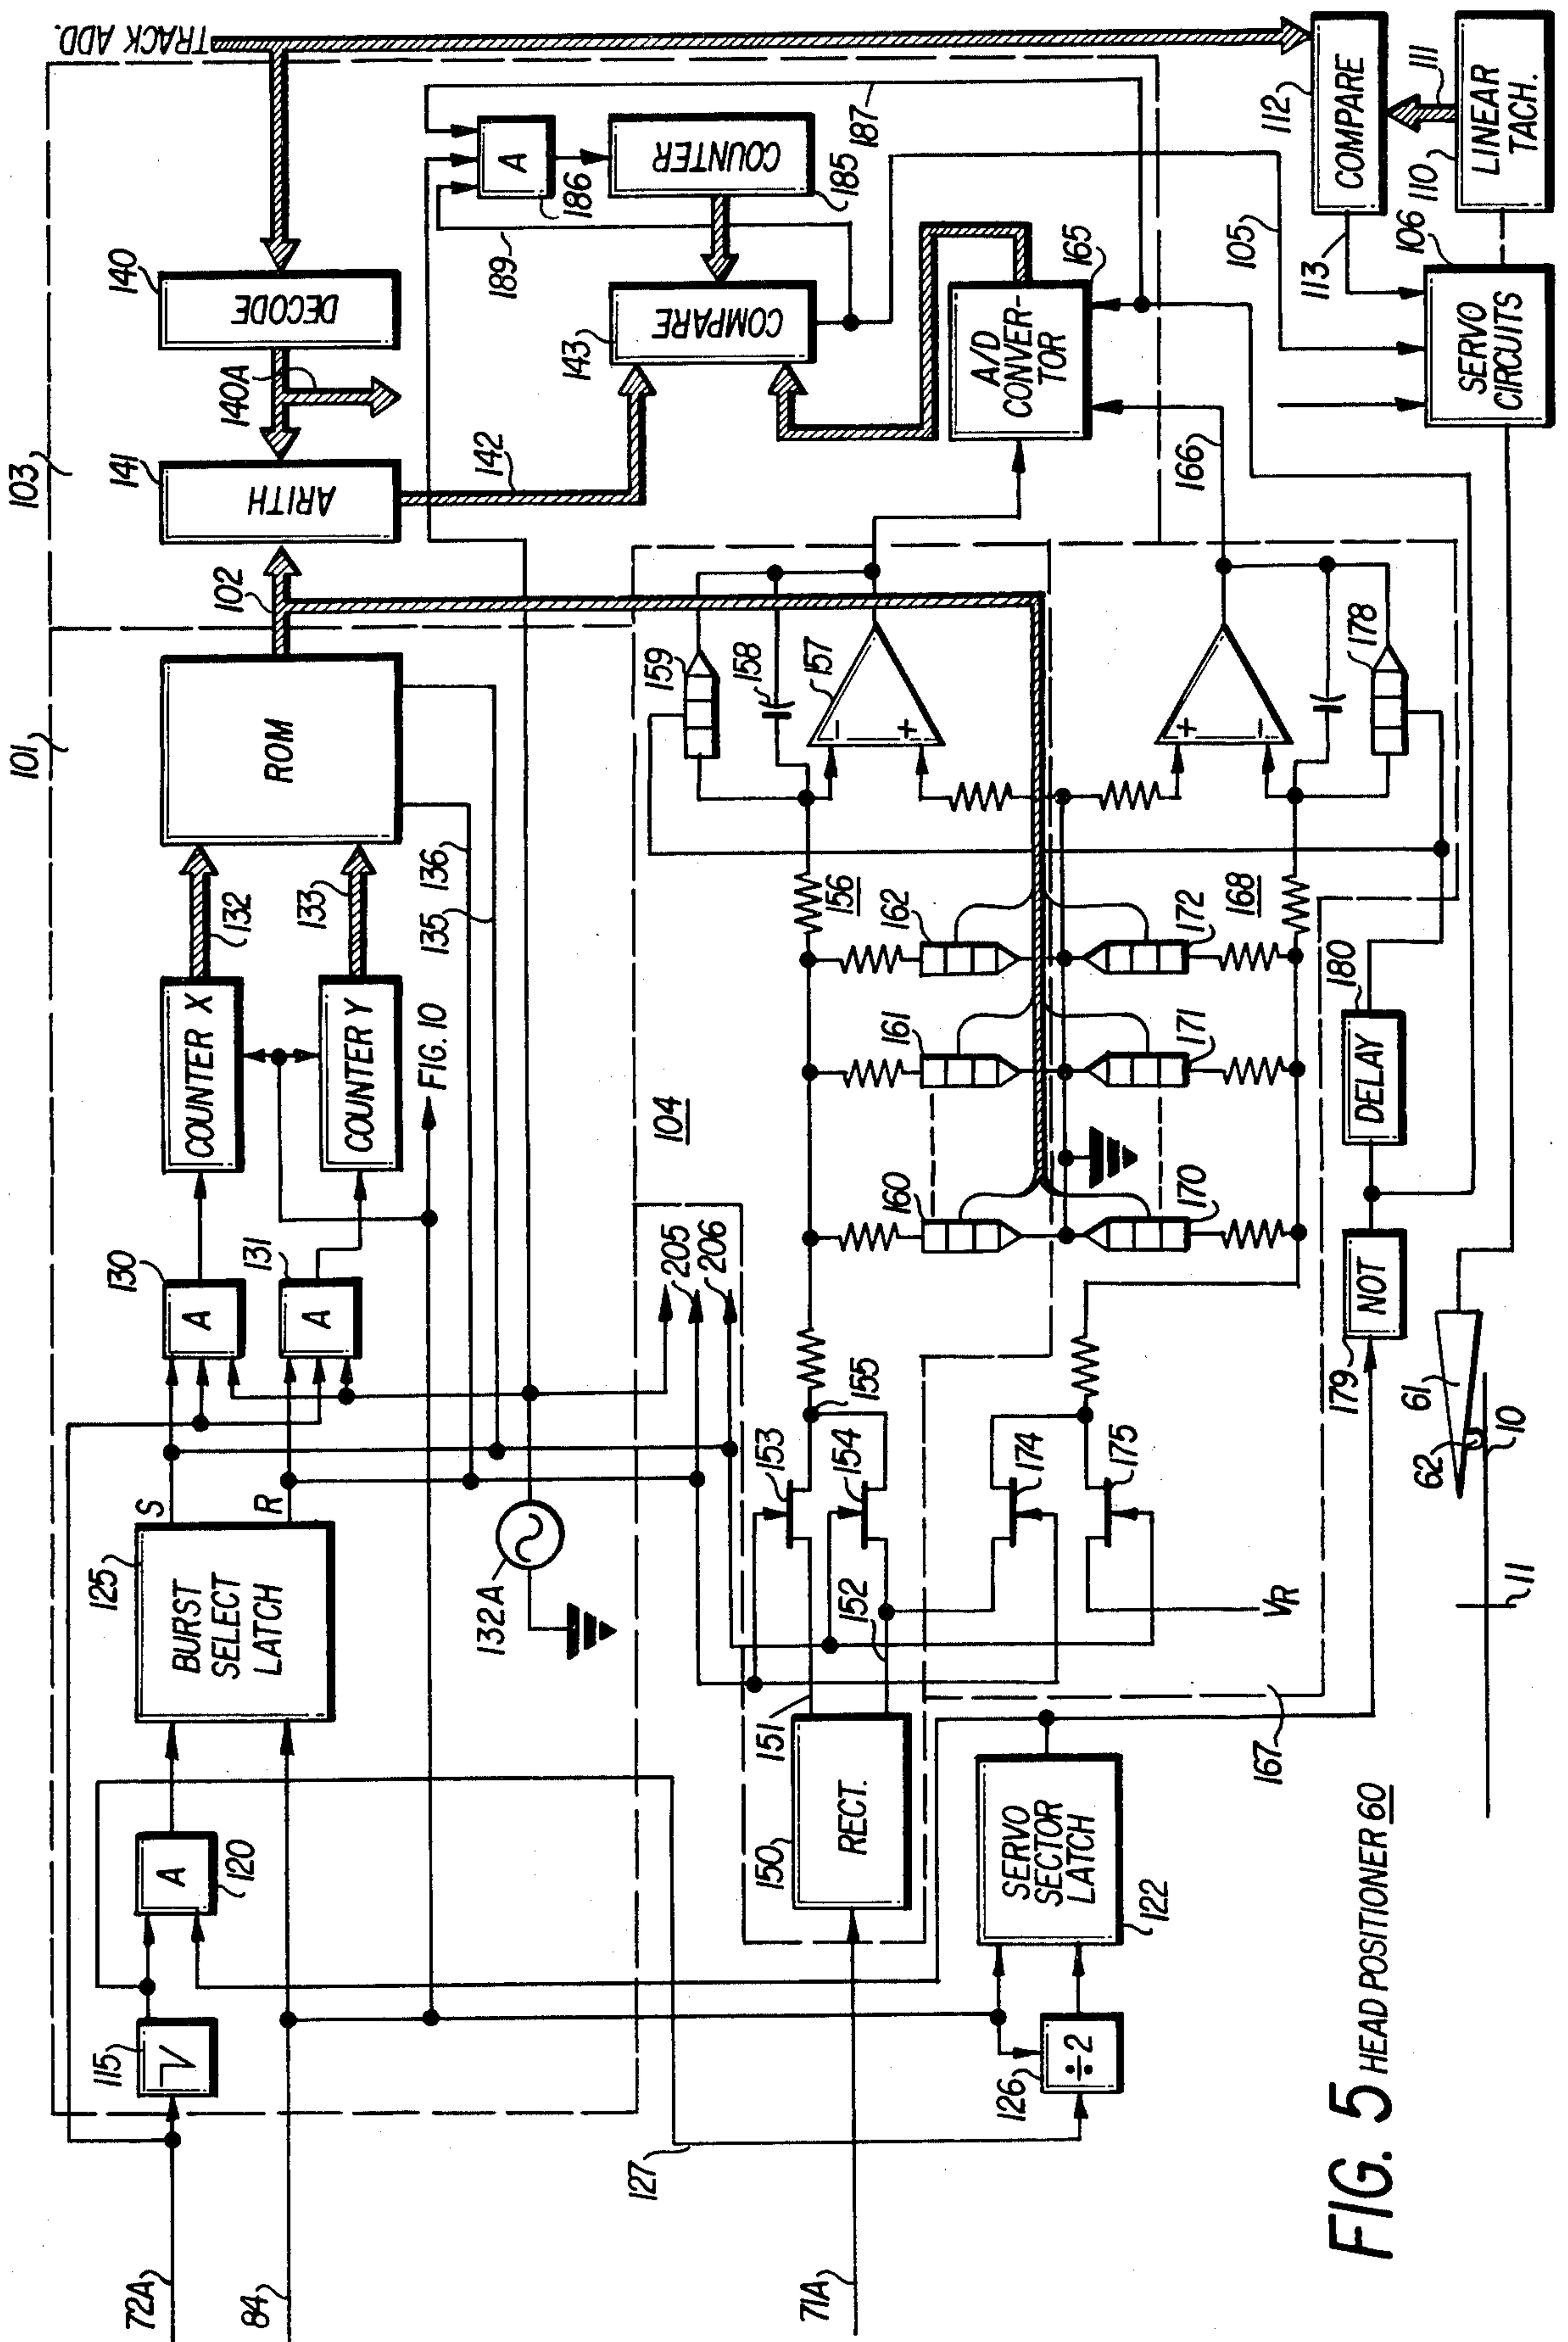 101
103
TRACK ADD.
72A
115
A
120
125
BURST
SELECT
LATCH
S
R
130
A
131
A
COUNTER X
COUNTER Y
132
133
ROM
102
141
ARITH
140A
140
DECODE
142
84
FIG. 10
135
136
132A
189
187
A
186
COUNTER
185
143
COMPARE
127
104
205
206
71A
150
RECT.
151
152
153
154
155
156
160
161
162
159
158
157
-
+
A/D
CONVER-
TOR
165
166
105
112
COMPARE
111
113
110
LINEAR
TACH.
106
SERVO
CIRCUITS
126
÷2
SERVO
SECTOR
LATCH
122
167
174
175
VR
170
171
172
168
+
-
178
179
NOT
180
DELAY
61
62
10
11
FIG. 5 HEAD POSITIONER 60